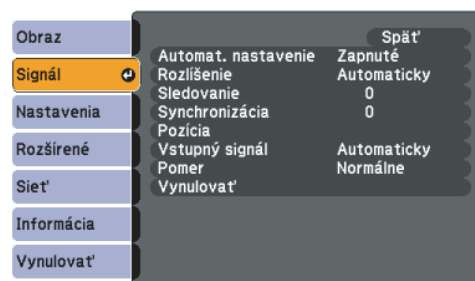 Obraz
Signál
Nastavenia
Rozšírené
Sieť
Informácia
Vynulovať
Späť
Automat. nastavenie Zapnuté
Rozlíšenie Automaticky
Sledovanie 0
Synchronizácia 0
Pozícia
Vstupný signál Automaticky
Pomer Normálne
Vynulovať